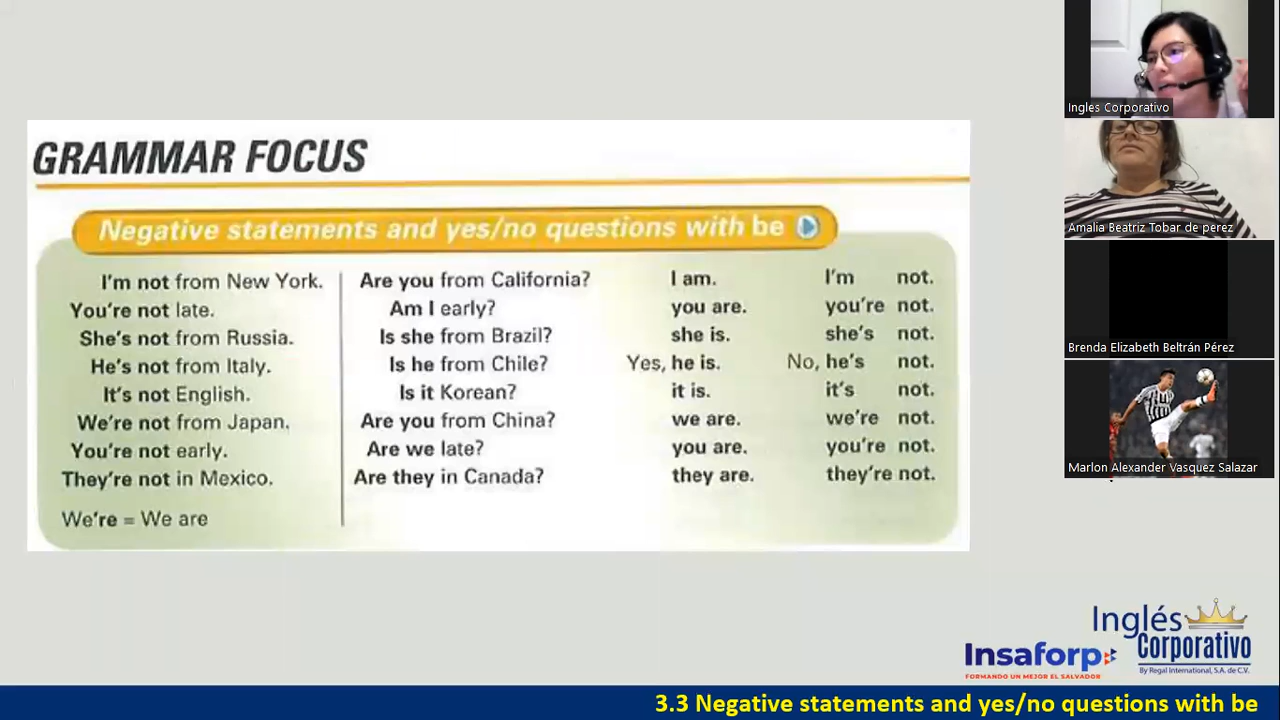 GRAMMAR FOCUS
Negative statements and yes/no questions with be
I'm not from New York. Are you from California? I am. I'm not.
You're not late. Am I early? you are. you're not.
She's not from Russia. Is she from Brazil? she is. she's not.
He's not from Italy. Is he from Chile? Yes, he is. No, he's not.
It's not English. Is it Korean? it is. it's not.
We're not from Japan. Are you from China? we are. we're not.
You're not early. Are we late? you are. you're not.
They're not in Mexico. Are they in Canada? they are. they're not.
We're = We are
Ingles Corporativo
Amalia Beatriz Tobar de perez
Brenda Elizabeth Beltrán Pérez
Marlon Alexander Vasquez Salazar
Inglés
Corporativo
By Regal International, S.A. de C.V.
Insaforp
FORMANDO UN MEJOR EL SALVADOR
3.3 Negative statements and yes/no questions with be